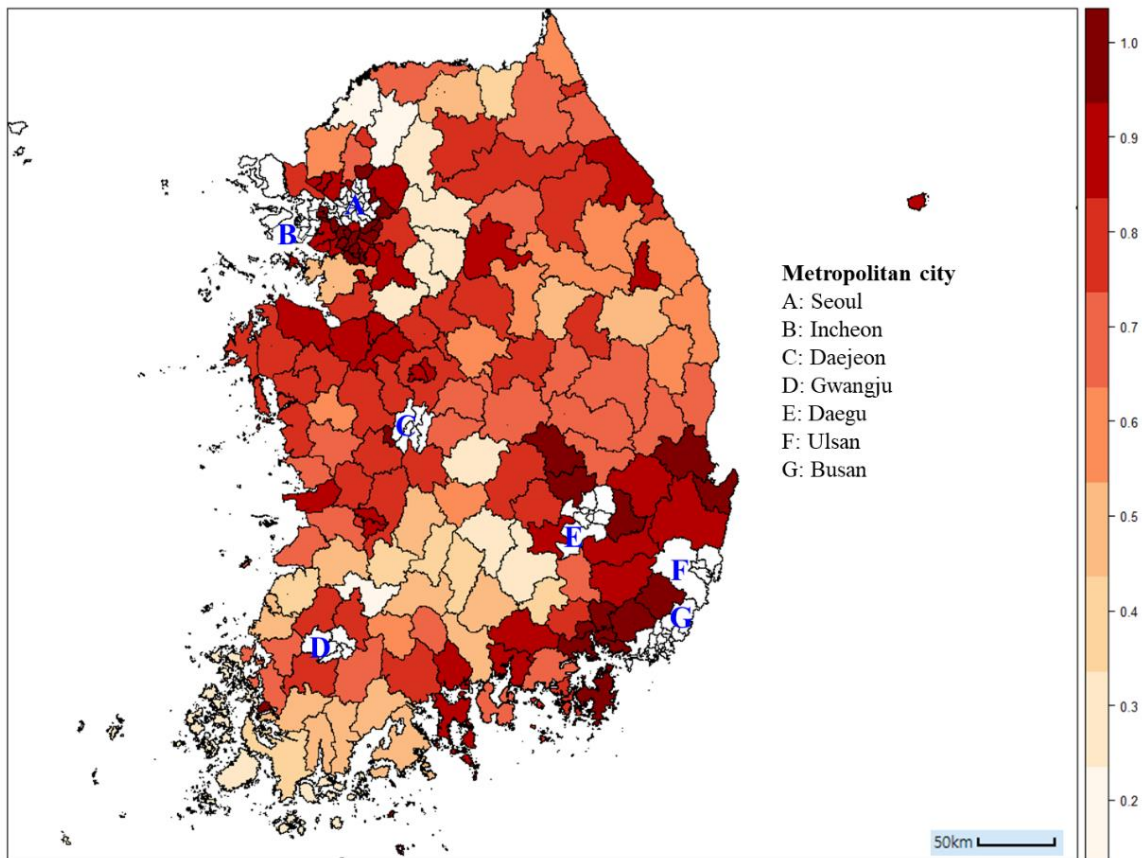 1.0
0.9
0.8
0.7
0.6
0.5
0.4
0.3
0.2
A
B
C
D
E
F
G
Metropolitan city
A: Seoul
B: Incheon
C: Daejeon
D: Gwangju
E: Daegu
F: Ulsan
G: Busan
50km